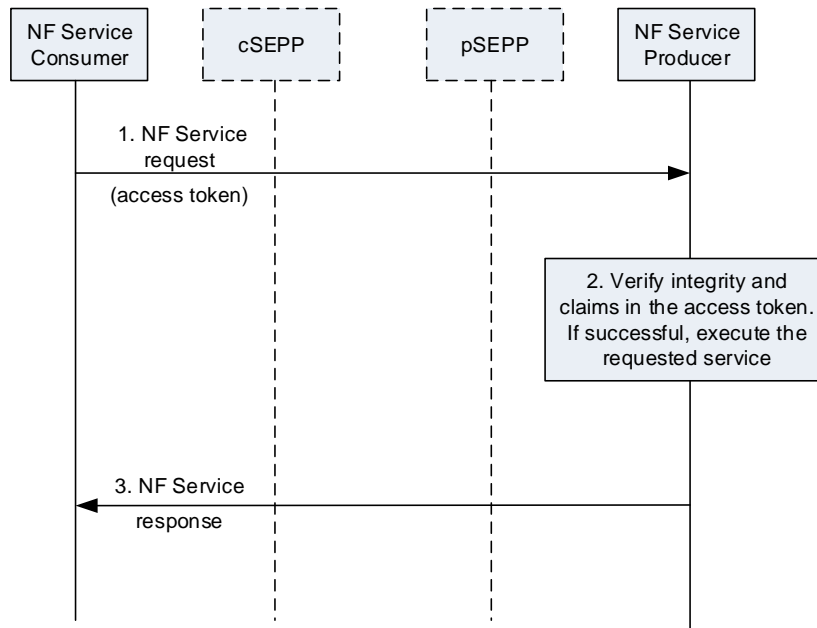 NF Service
Consumer
cSEPP
pSEPP
NF Service
Producer
1. NF Service
request
(access token)
2. Verify integrity and
claims in the access token.
If successful, execute the
requested service
3. NF Service
response